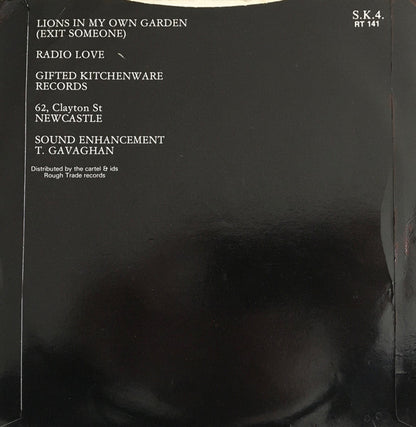 LIONS IN MY OWN GARDEN
(EXIT SOMEONE)
RADIO LOVE
GIFTED KITCHENWARE
RECORDS
62, Clayton St
NEWCASTLE
SOUND ENHANCEMENT
T. GAVAGHAN
Distributed by the cartel & ids
Rough Trade records
S.K.4.
RT 141